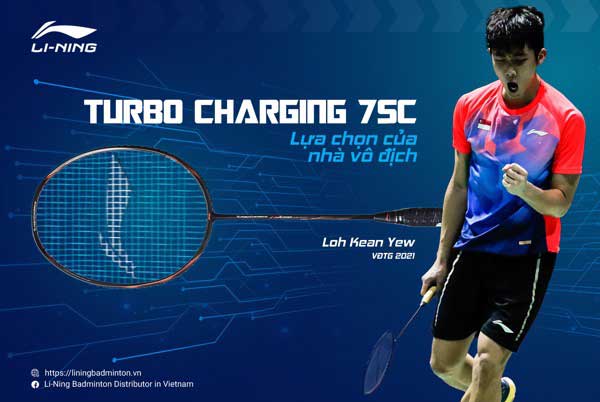 LI-NING
TURBO CHARGING 7SC
Lựa chọn của
nhà vô địch
Loh Kean Yew
VĐTG 2021
https://liningbadminton.vn
Li-Ning Badminton Distributor in Vietnam